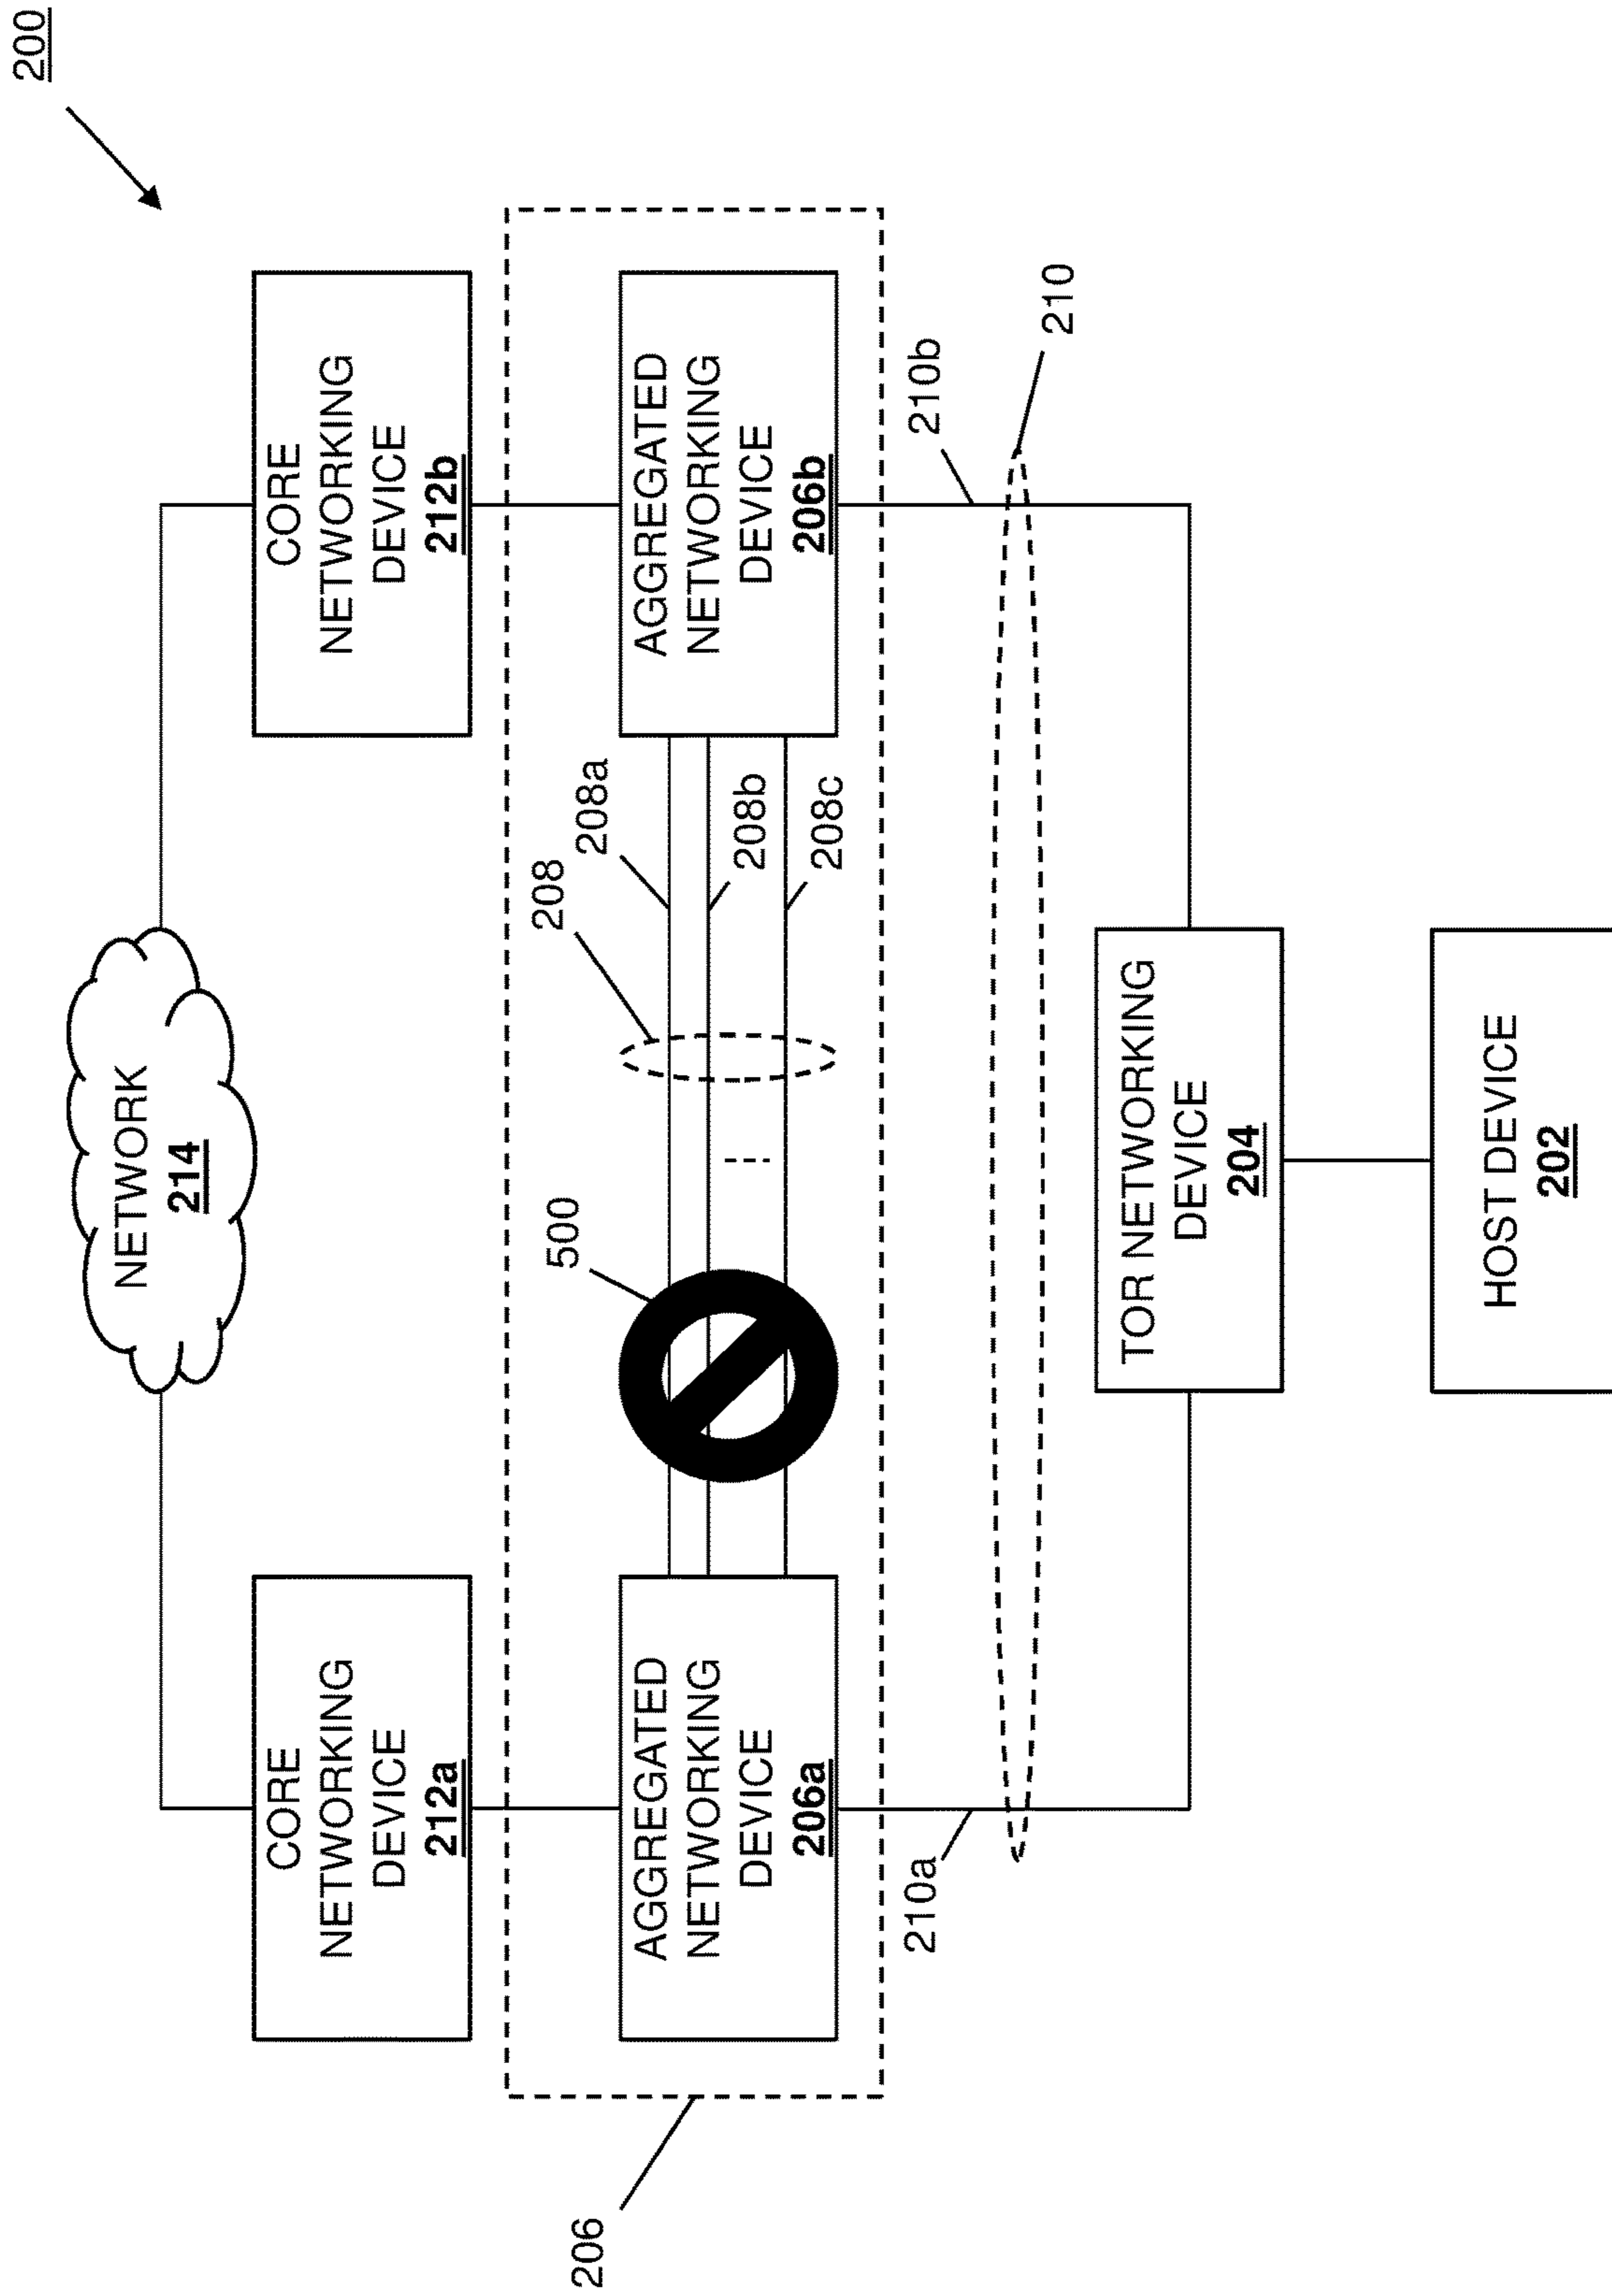 200
NETWORK
214
CORE
NETWORKING
DEVICE
212a
CORE
NETWORKING
DEVICE
212b
206
AGGREGATED
NETWORKING
DEVICE
206a
500
208
208a
208b
208c
AGGREGATED
NETWORKING
DEVICE
206b
210a
210b
210
TOR NETWORKING
DEVICE
204
HOST DEVICE
202